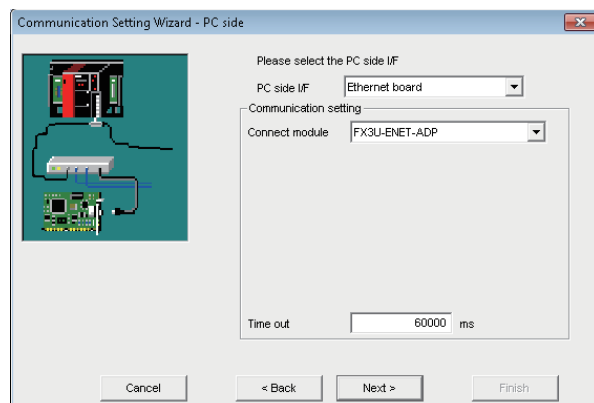 Communication Setting Wizard - PC side
Please select the PC side I/F
PC side I/F Ethernet board
Communication setting
Connect module FX3U-ENET-ADP
Time out 60000 ms
Cancel < Back Next > Finish